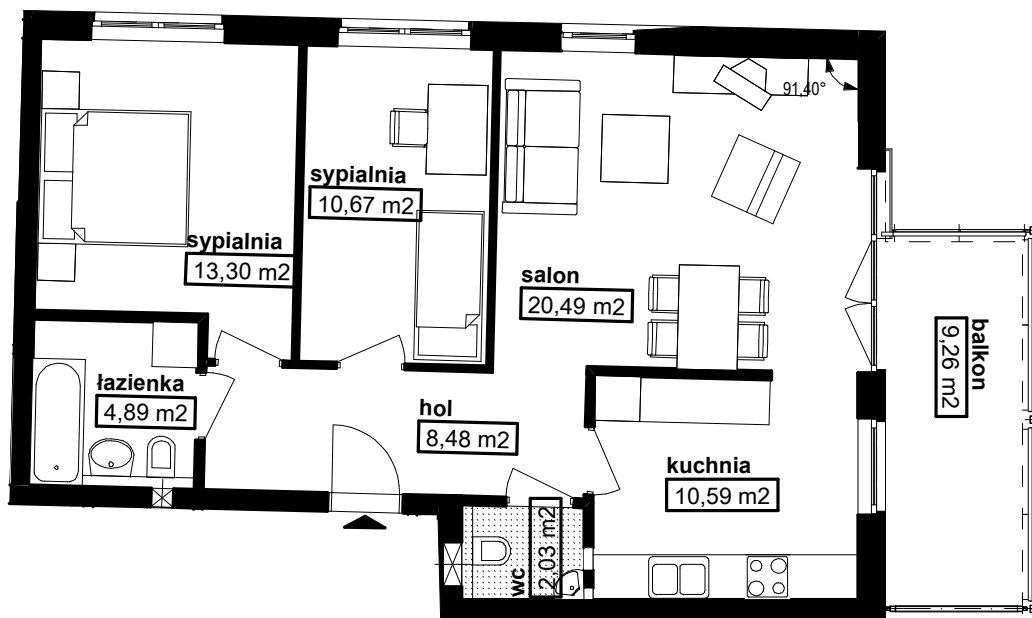 91,40°
sypialnia
10,67 m2
sypialnia
13,30 m2
salon
20,49 m2
balkon
9,26 m2
łazienka
4,89 m2
hol
8,48 m2
kuchnia
10,59 m2
wc
2,03 m2